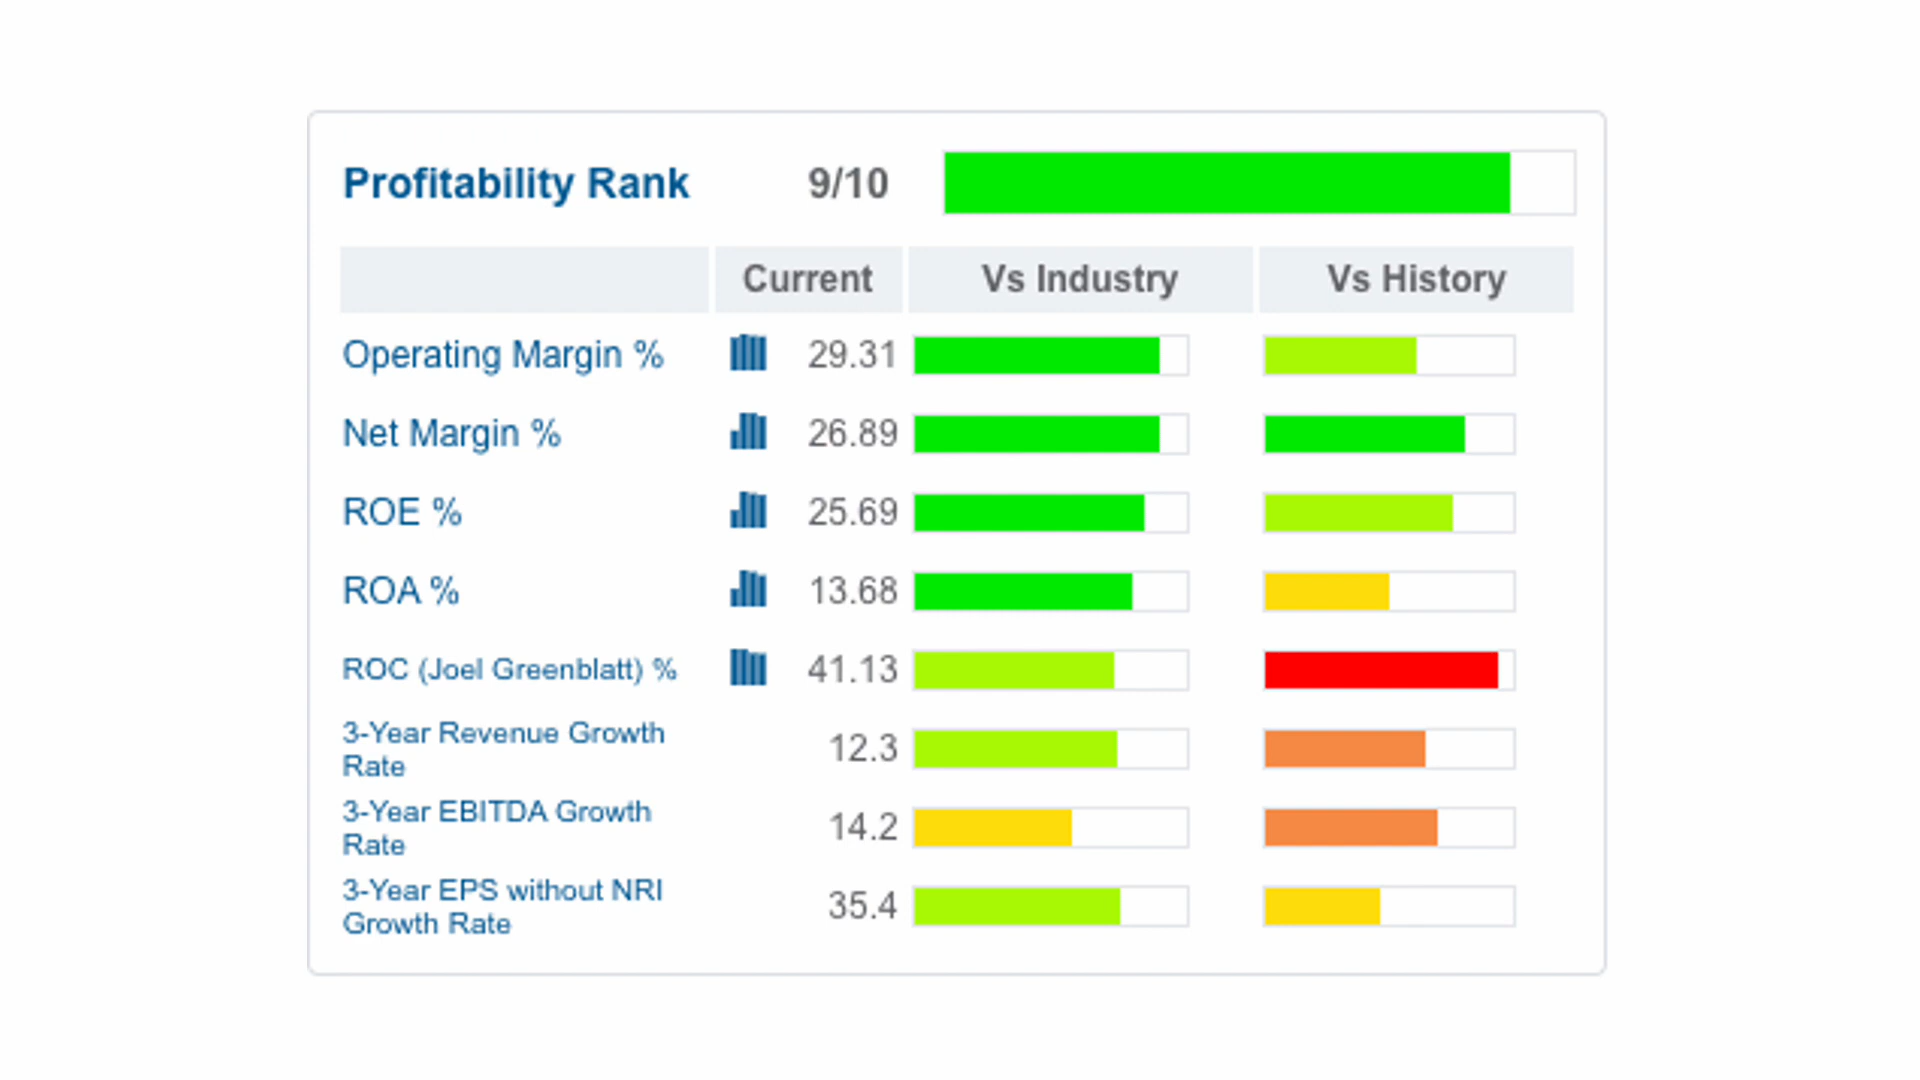 Profitability Rank 9/10
Current Vs Industry Vs History
Operating Margin % 29.31
Net Margin % 26.89
ROE % 25.69
ROA % 13.68
ROC (Joel Greenblatt) % 41.13
3-Year Revenue Growth
Rate 12.3
3-Year EBITDA Growth
Rate 14.2
3-Year EPS without NRI
Growth Rate 35.4